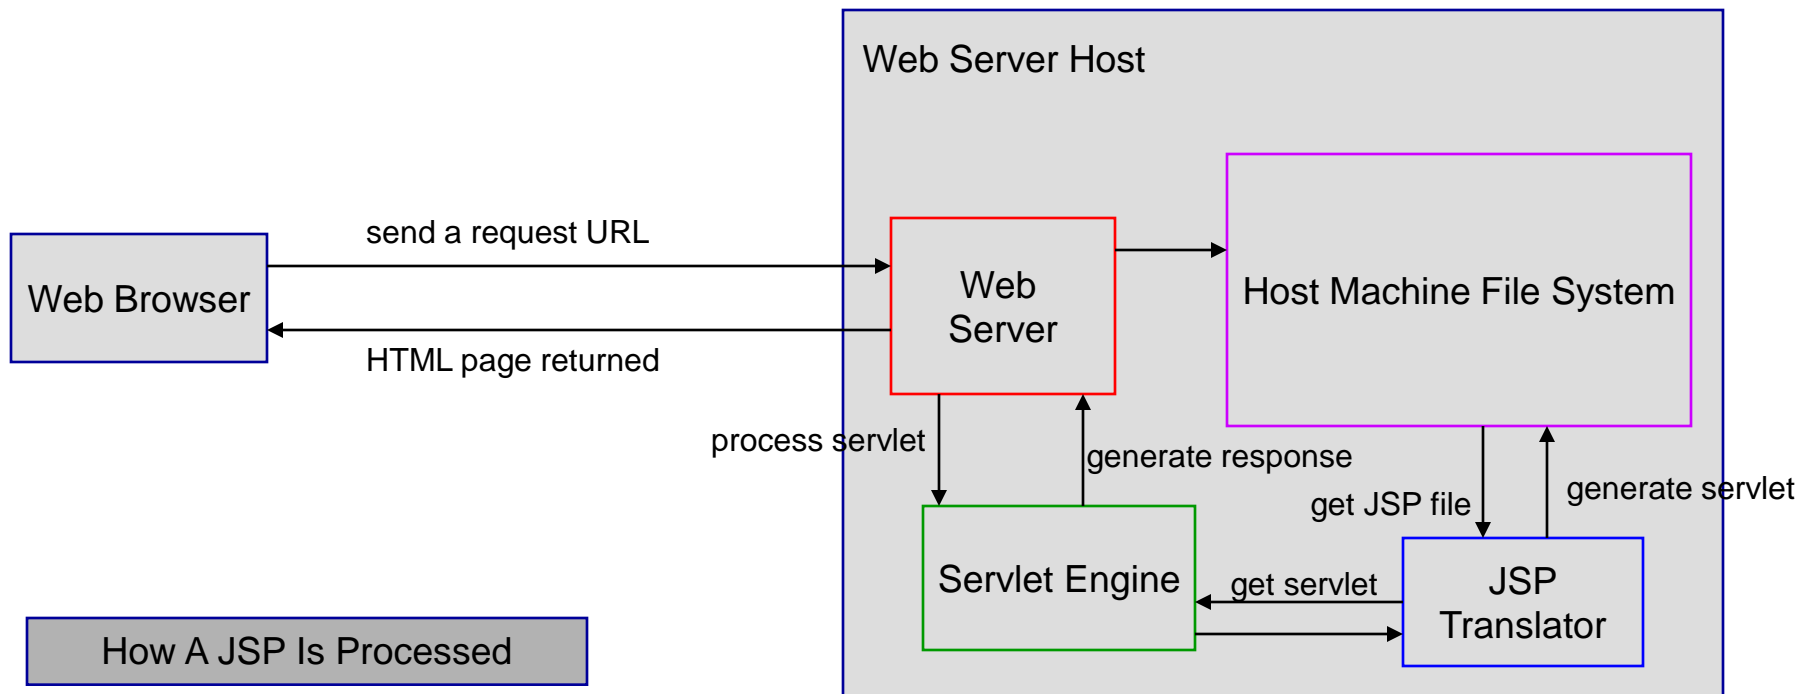 Web Server Host
send a request URL
Web Browser
Web
Server
Host Machine File System
HTML page returned
process servlet
generate response
get JSP file
generate servlet
Servlet Engine
get servlet
JSP
Translator
How A JSP Is Processed